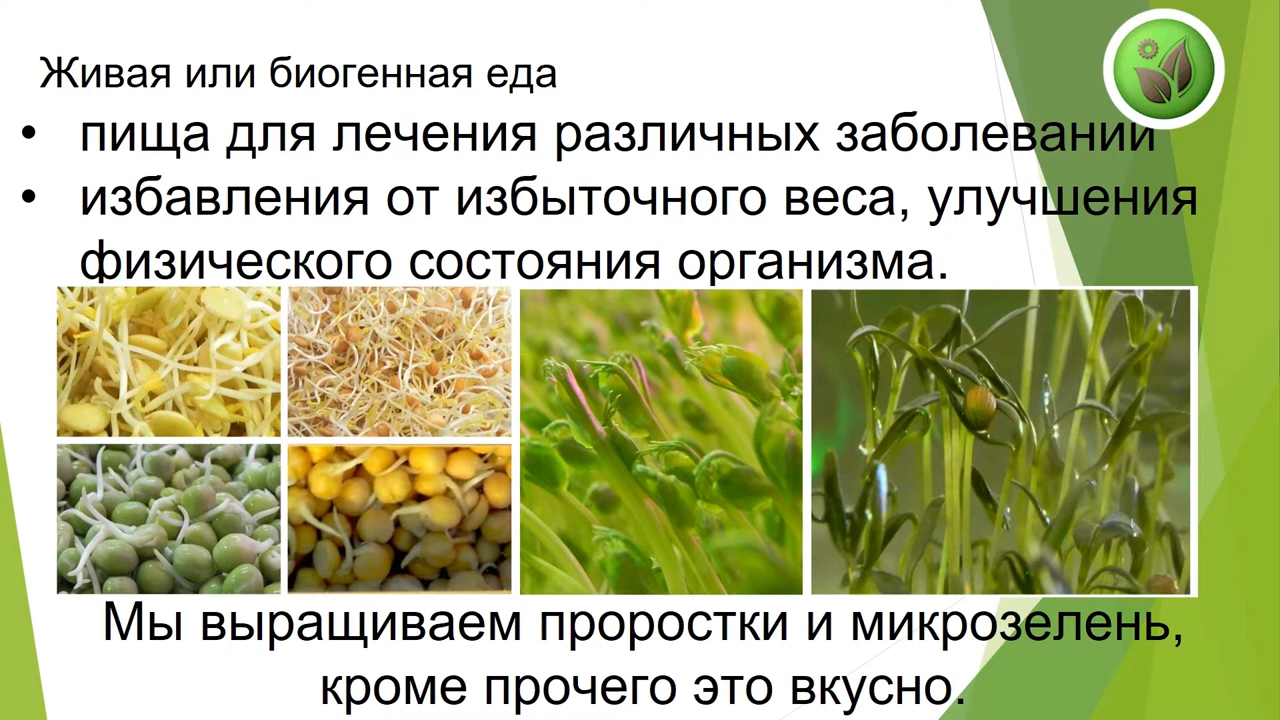 Живая или биогенная еда
• пища для лечения различных заболеваний
• избавления от избыточного веса, улучшения
физического состояния организма.
Мы выращиваем проростки и микрозелень,
кроме прочего это вкусно.